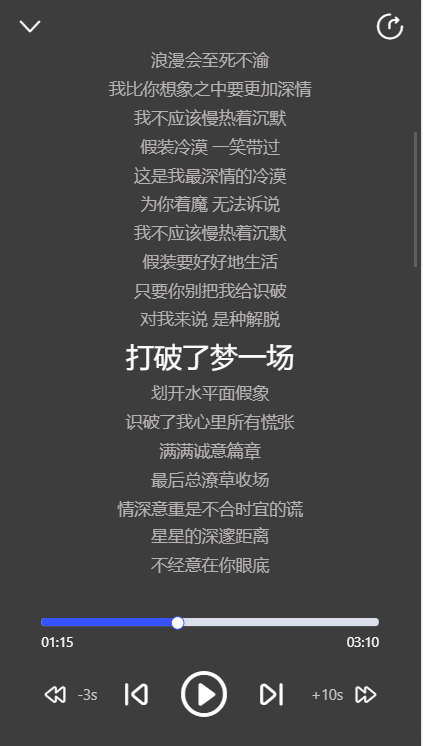 浪漫会至死不渝
我比你想象之中要更加深情
我不应该慢热着沉默
假装冷漠 一笑带过
这是我最深情的冷漠
为你着魔 无法诉说
我不应该慢热着沉默
假装要好好地生活
只要你别把我给识破
对我来说 是种解脱
打破了梦一场
划开水平面假象
识破了我心里所有慌张
满满诚意篇章
最后总潦草收场
情深意重是不合时宜的谎
星星的深邃距离
不经意在你眼底
01:15 03:10
-3s +10s